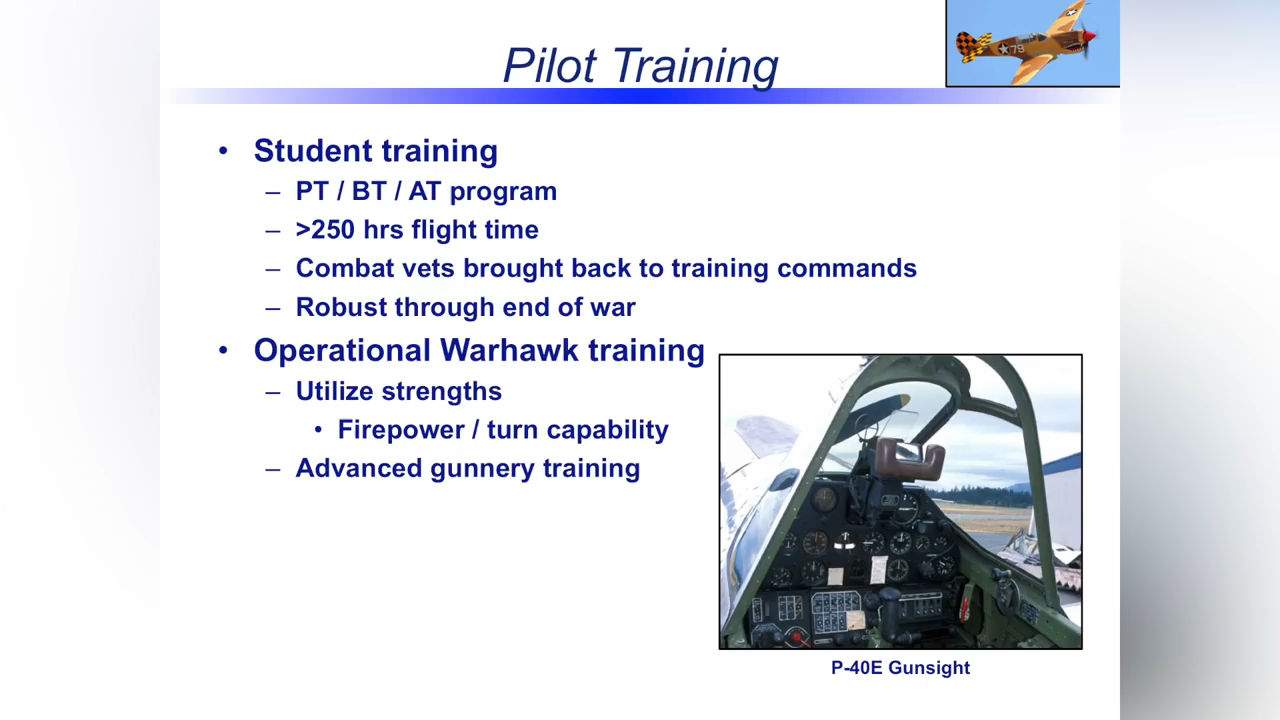 Pilot Training
79
• Student training
– PT / BT / AT program
– >250 hrs flight time
– Combat vets brought back to training commands
– Robust through end of war
• Operational Warhawk training
– Utilize strengths
• Firepower / turn capability
– Advanced gunnery training
P-40E Gunsight